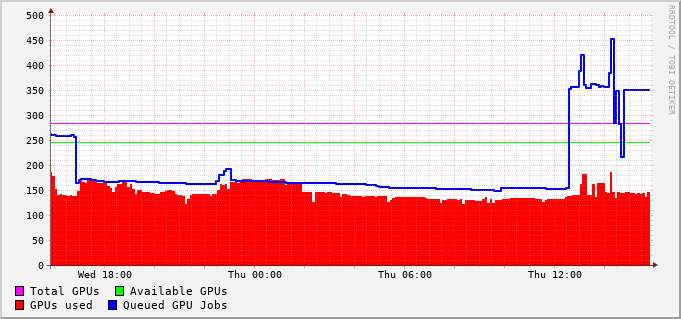 500
450
400
350
300
250
200
150
100
50
0
Wed 18:00 Thu 00:00 Thu 06:00 Thu 12:00
Total GPUs Available GPUs
GPUs used Queued GPU Jobs
RRDTOOL / TOBI OETIKER